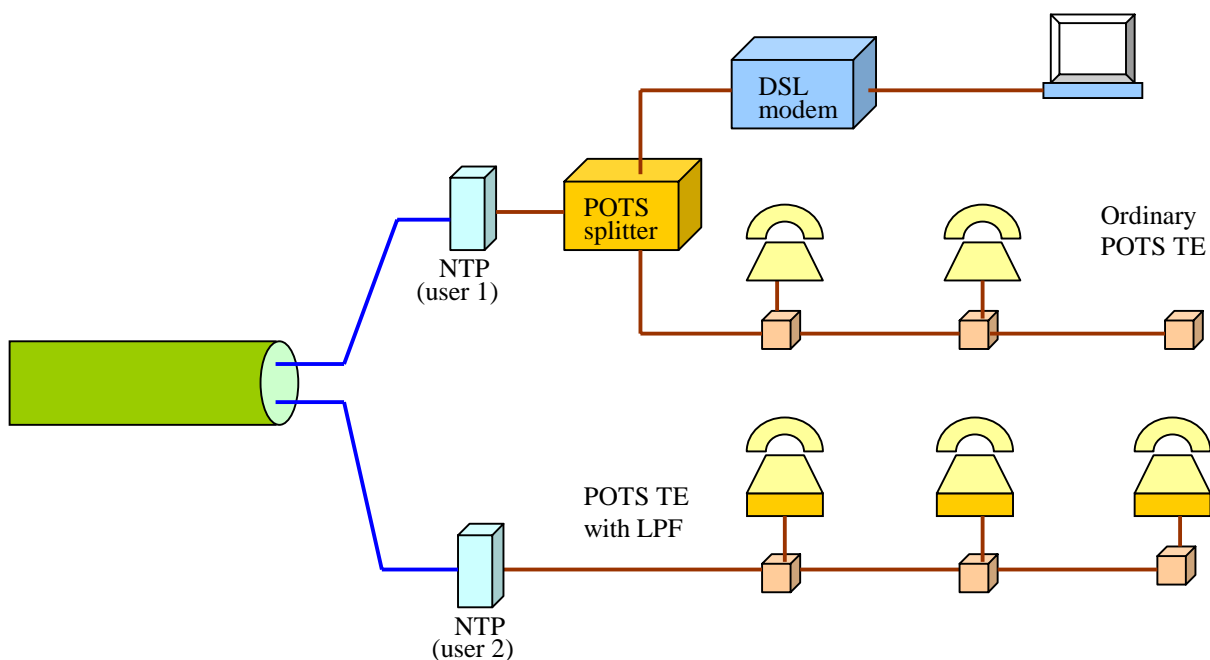 DSL
modem
POTS
splitter
Ordinary
POTS TE
NTP
(user 1)
POTS TE
with LPF
NTP
(user 2)